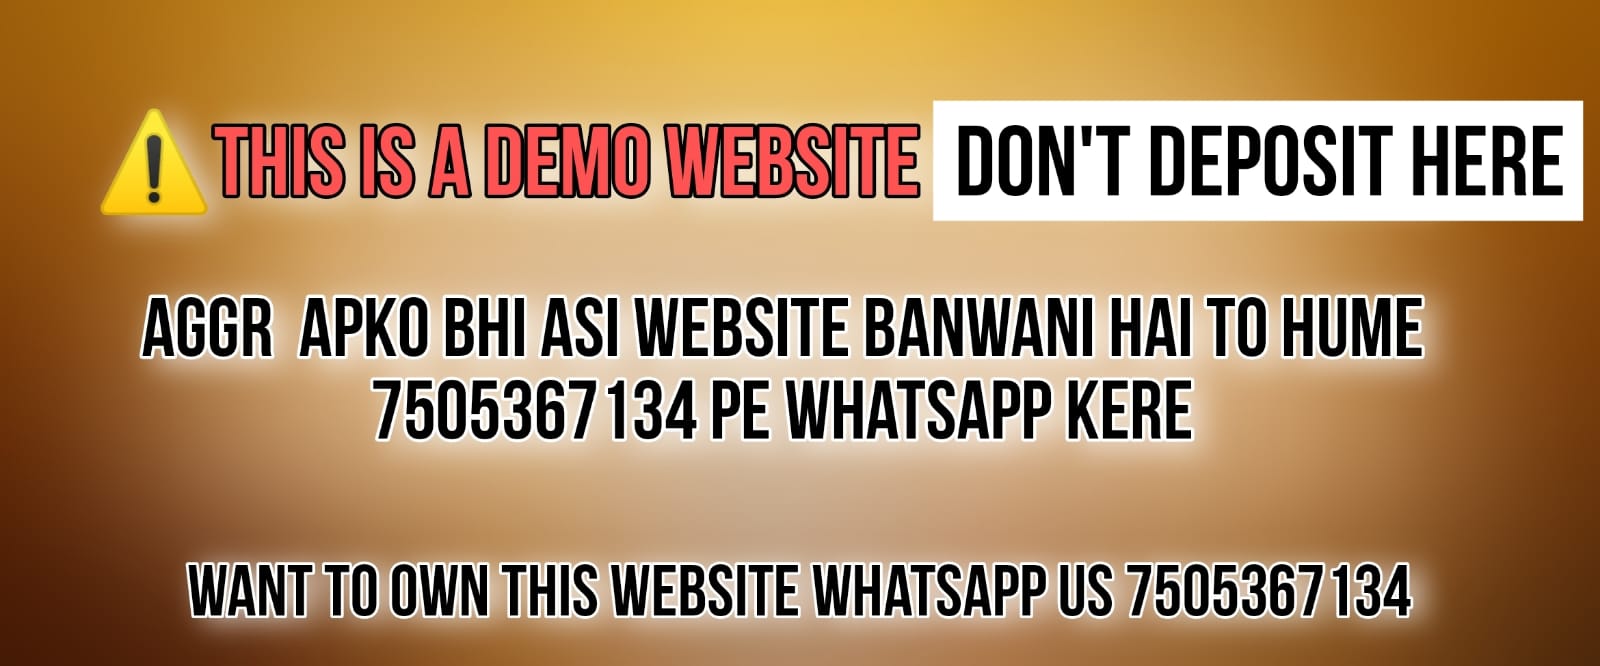 ⚠️ THIS IS A DEMO WEBSITE DON'T DEPOSIT HERE
AGGR APKO BHI ASI WEBSITE BANWANI HAI TO HUME
7505367134 PE WHATSAPP KERE
WANT TO OWN THIS WEBSITE WHATSAPP US 7505367134